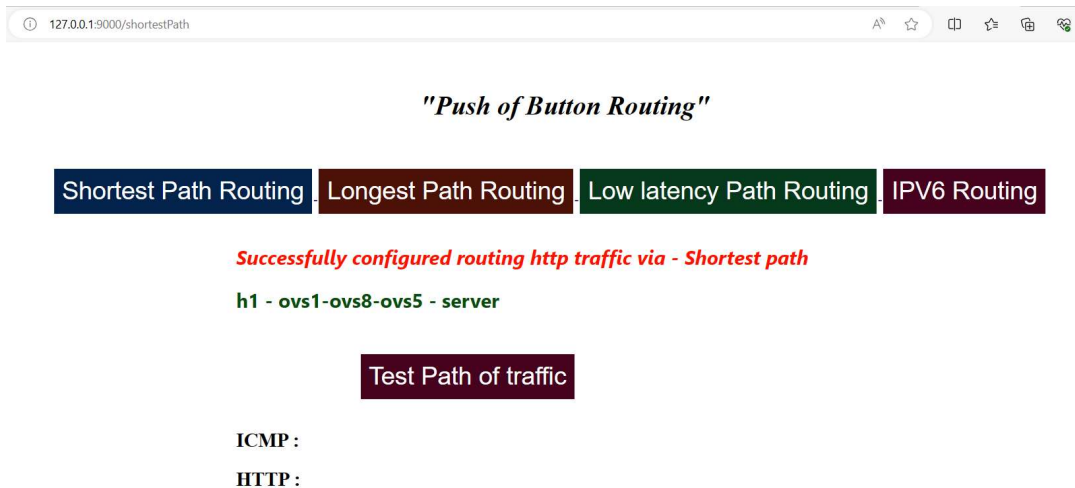 127.0.0.1:9000/shortestPath
"Push of Button Routing"
Shortest Path Routing Longest Path Routing Low latency Path Routing IPV6 Routing
Successfully configured routing http traffic via - Shortest path
h1 - ovs1-ovs8-ovs5 - server
Test Path of traffic
ICMP :
HTTP :